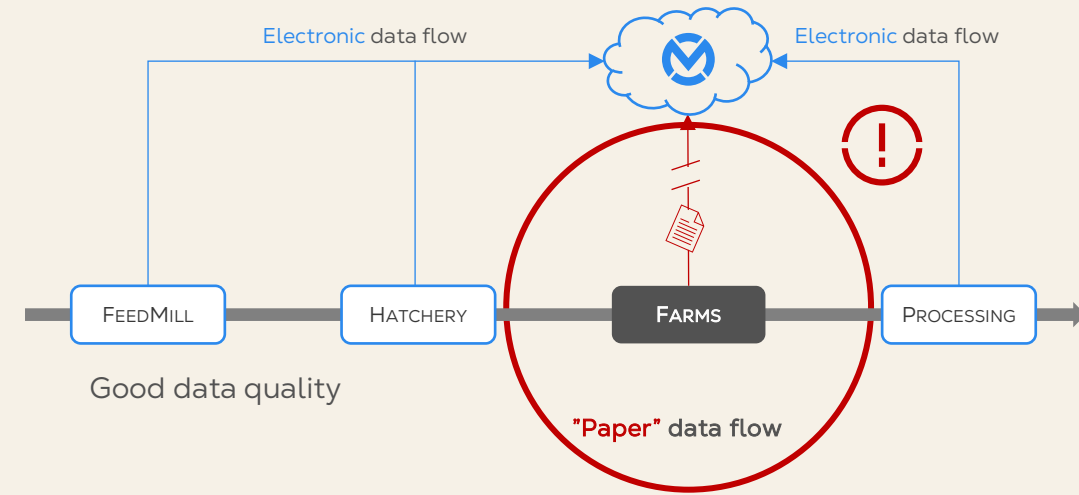 Electronic data flow
Electronic data flow
FEEDMILL
HATCHERY
FARMS
PROCESSING
Good data quality
"Paper" data flow